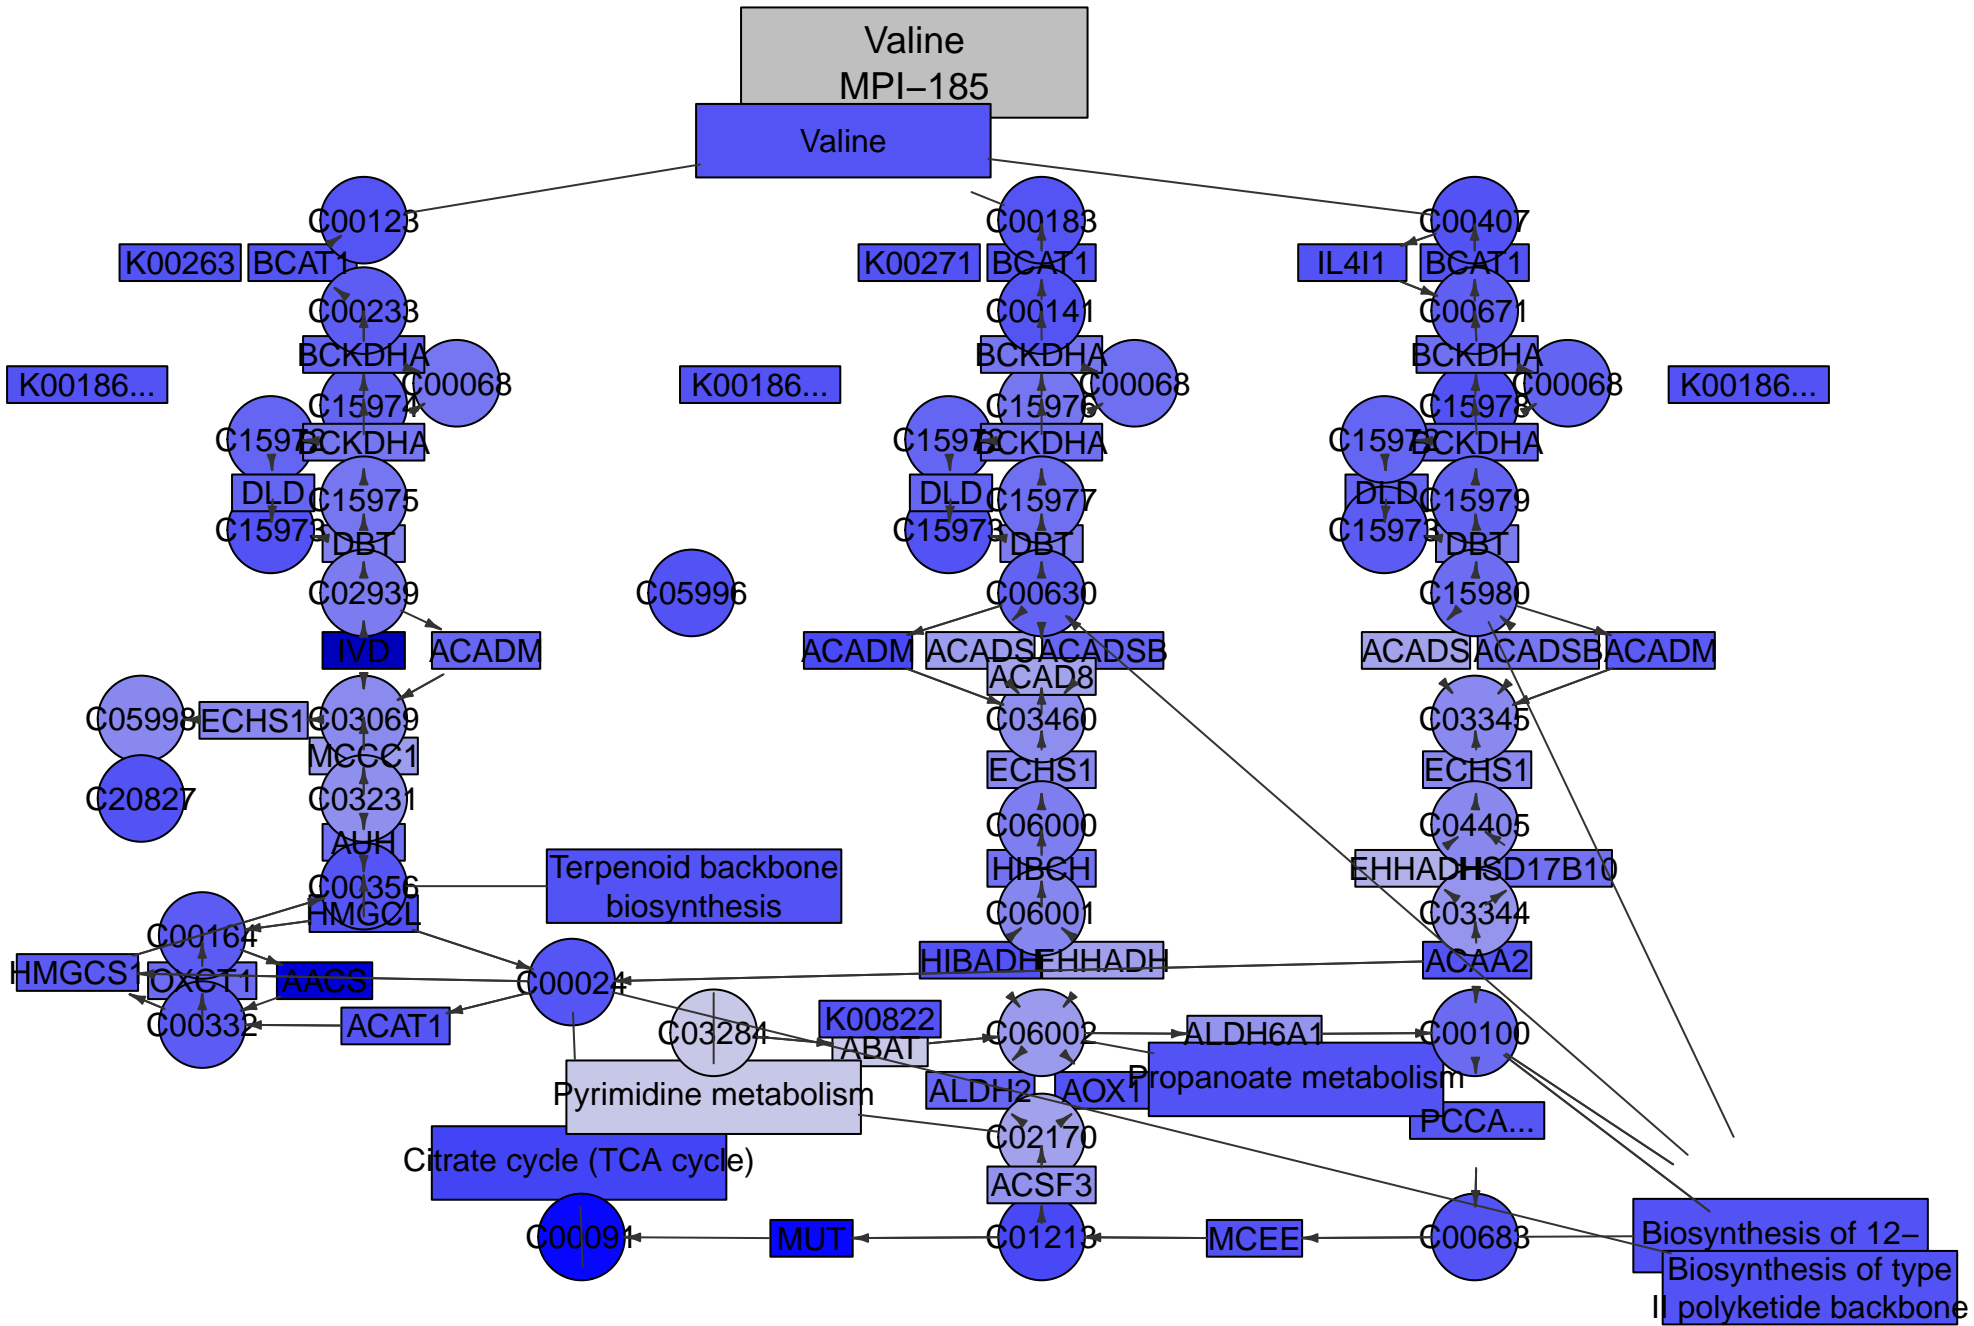 Valine
MPI−185
Valine
C00123
C00183
C00407
K00263
BCAT1
K00271
BCAT1
IL4I1
BCAT1
C00233
C00141
C00671
BCKDHA
BCKDHA
BCKDHA
K00186...
C00068
K00186...
C00068
C00068
K00186...
C15974
C15976
C15978
C15972
BCKDHA
C15972
BCKDHA
C15972
BCKDHA
DLD
C15975
DLD
C15977
DLD
C15979
C15973
DBT
C15973
DBT
C15973
DBT
C02939
C05996
C00630
C15980
IVD
ACADM
ACADM
ACADS
ACADSB
ACADS
ACADSB
ACADM
ACAD8
C05998
ECHS1
C03069
C03460
C03345
MCCC1
ECHS1
ECHS1
C20827
C03231
C06000
C04405
AUH
HIBCH
EHHADH
HSD17B10
Terpenoid backbone
biosynthesis
C00356
HMGCL
C06001
C03344
C00164
HMGCS1
OXCT1
AACS
C00024
HIBADH
EHHADH
ACAA2
C00332
ACAT1
C03284
K00822
ABAT
C06002
ALDH6A1
C00100
Pyrimidine metabolism
ALDH2
AOX1
Propanoate metabolism
PCCA...
C02170
Citrate cycle (TCA cycle)
ACSF3
C00091
MUT
C01213
MCEE
C00683
Biosynthesis of 12−
Biosynthesis of type
II polyketide backbone